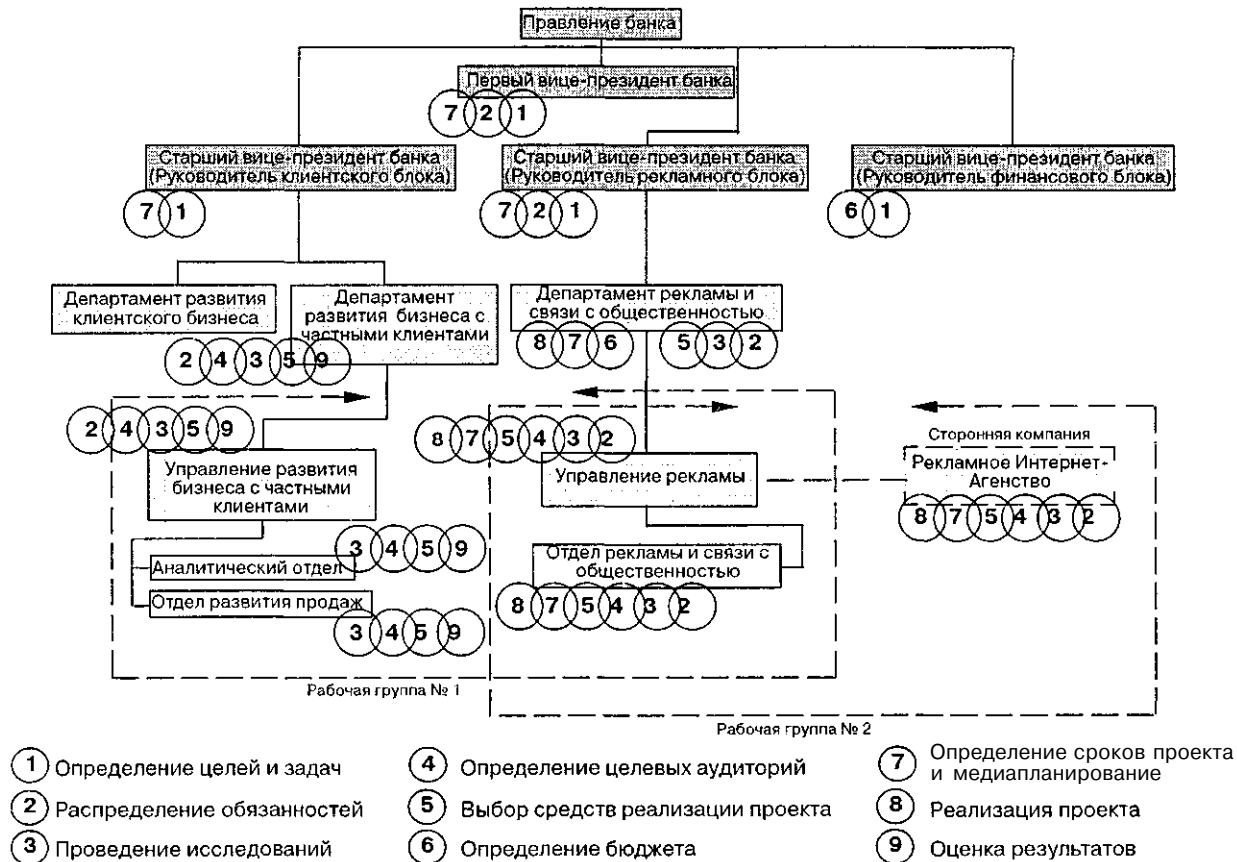 Правление банка
Первый вице-президент банка
7 2 1
Старший вице-президент банка
(Руководитель клиентского блока)
7 1
Старший вице-президент банка
(Руководитель рекламного блока)
7 2 1
Старший вице-президент банка
(Руководитель финансового блока)
6 1
Департамент развития
клиентского бизнеса
Департамент
развития бизнеса с
частными клиентами
2 4 3 5 9
Департамент рекламы и
связи с общественностью
8 7 6 5 3 2
2 4 3 5 9
Управление развития
бизнеса с частными
клиентами
8 7 5 4 3 2
Управление рекламы
Сторонняя компания
Рекламное Интернет-
Агенство
8 7 5 4 3 2
3 4 5 9
Аналитический отдел
Отдел развития продаж
3 4 5 9
Отдел рекламы и связи с
общественностью
8 7 5 4 3 2
Рабочая группа № 1
Рабочая группа № 2
1 Определение целей и задач
2 Распределение обязанностей
3 Проведение исследований
4 Определение целевых аудиторий
5 Выбор средств реализации проекта
6 Определение бюджета
7 Определение сроков проекта
и медиапланирование
8 Реализация проекта
9 Оценка результатов